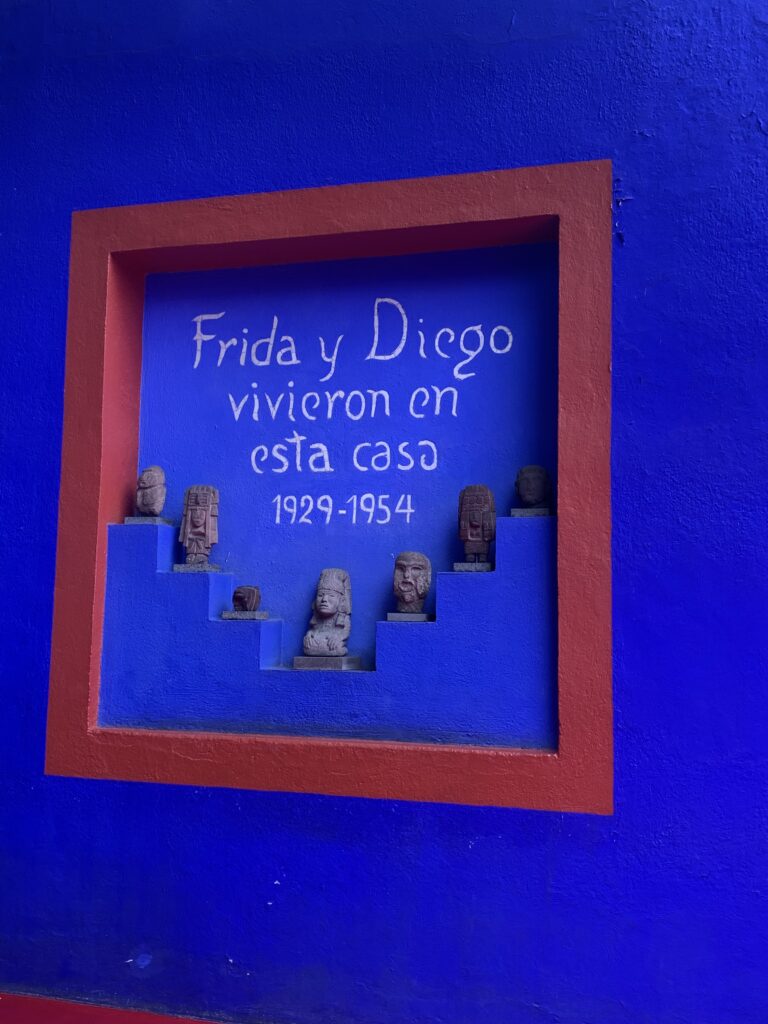 Frida y Diego
vivieron en
esta casa
1929-1954